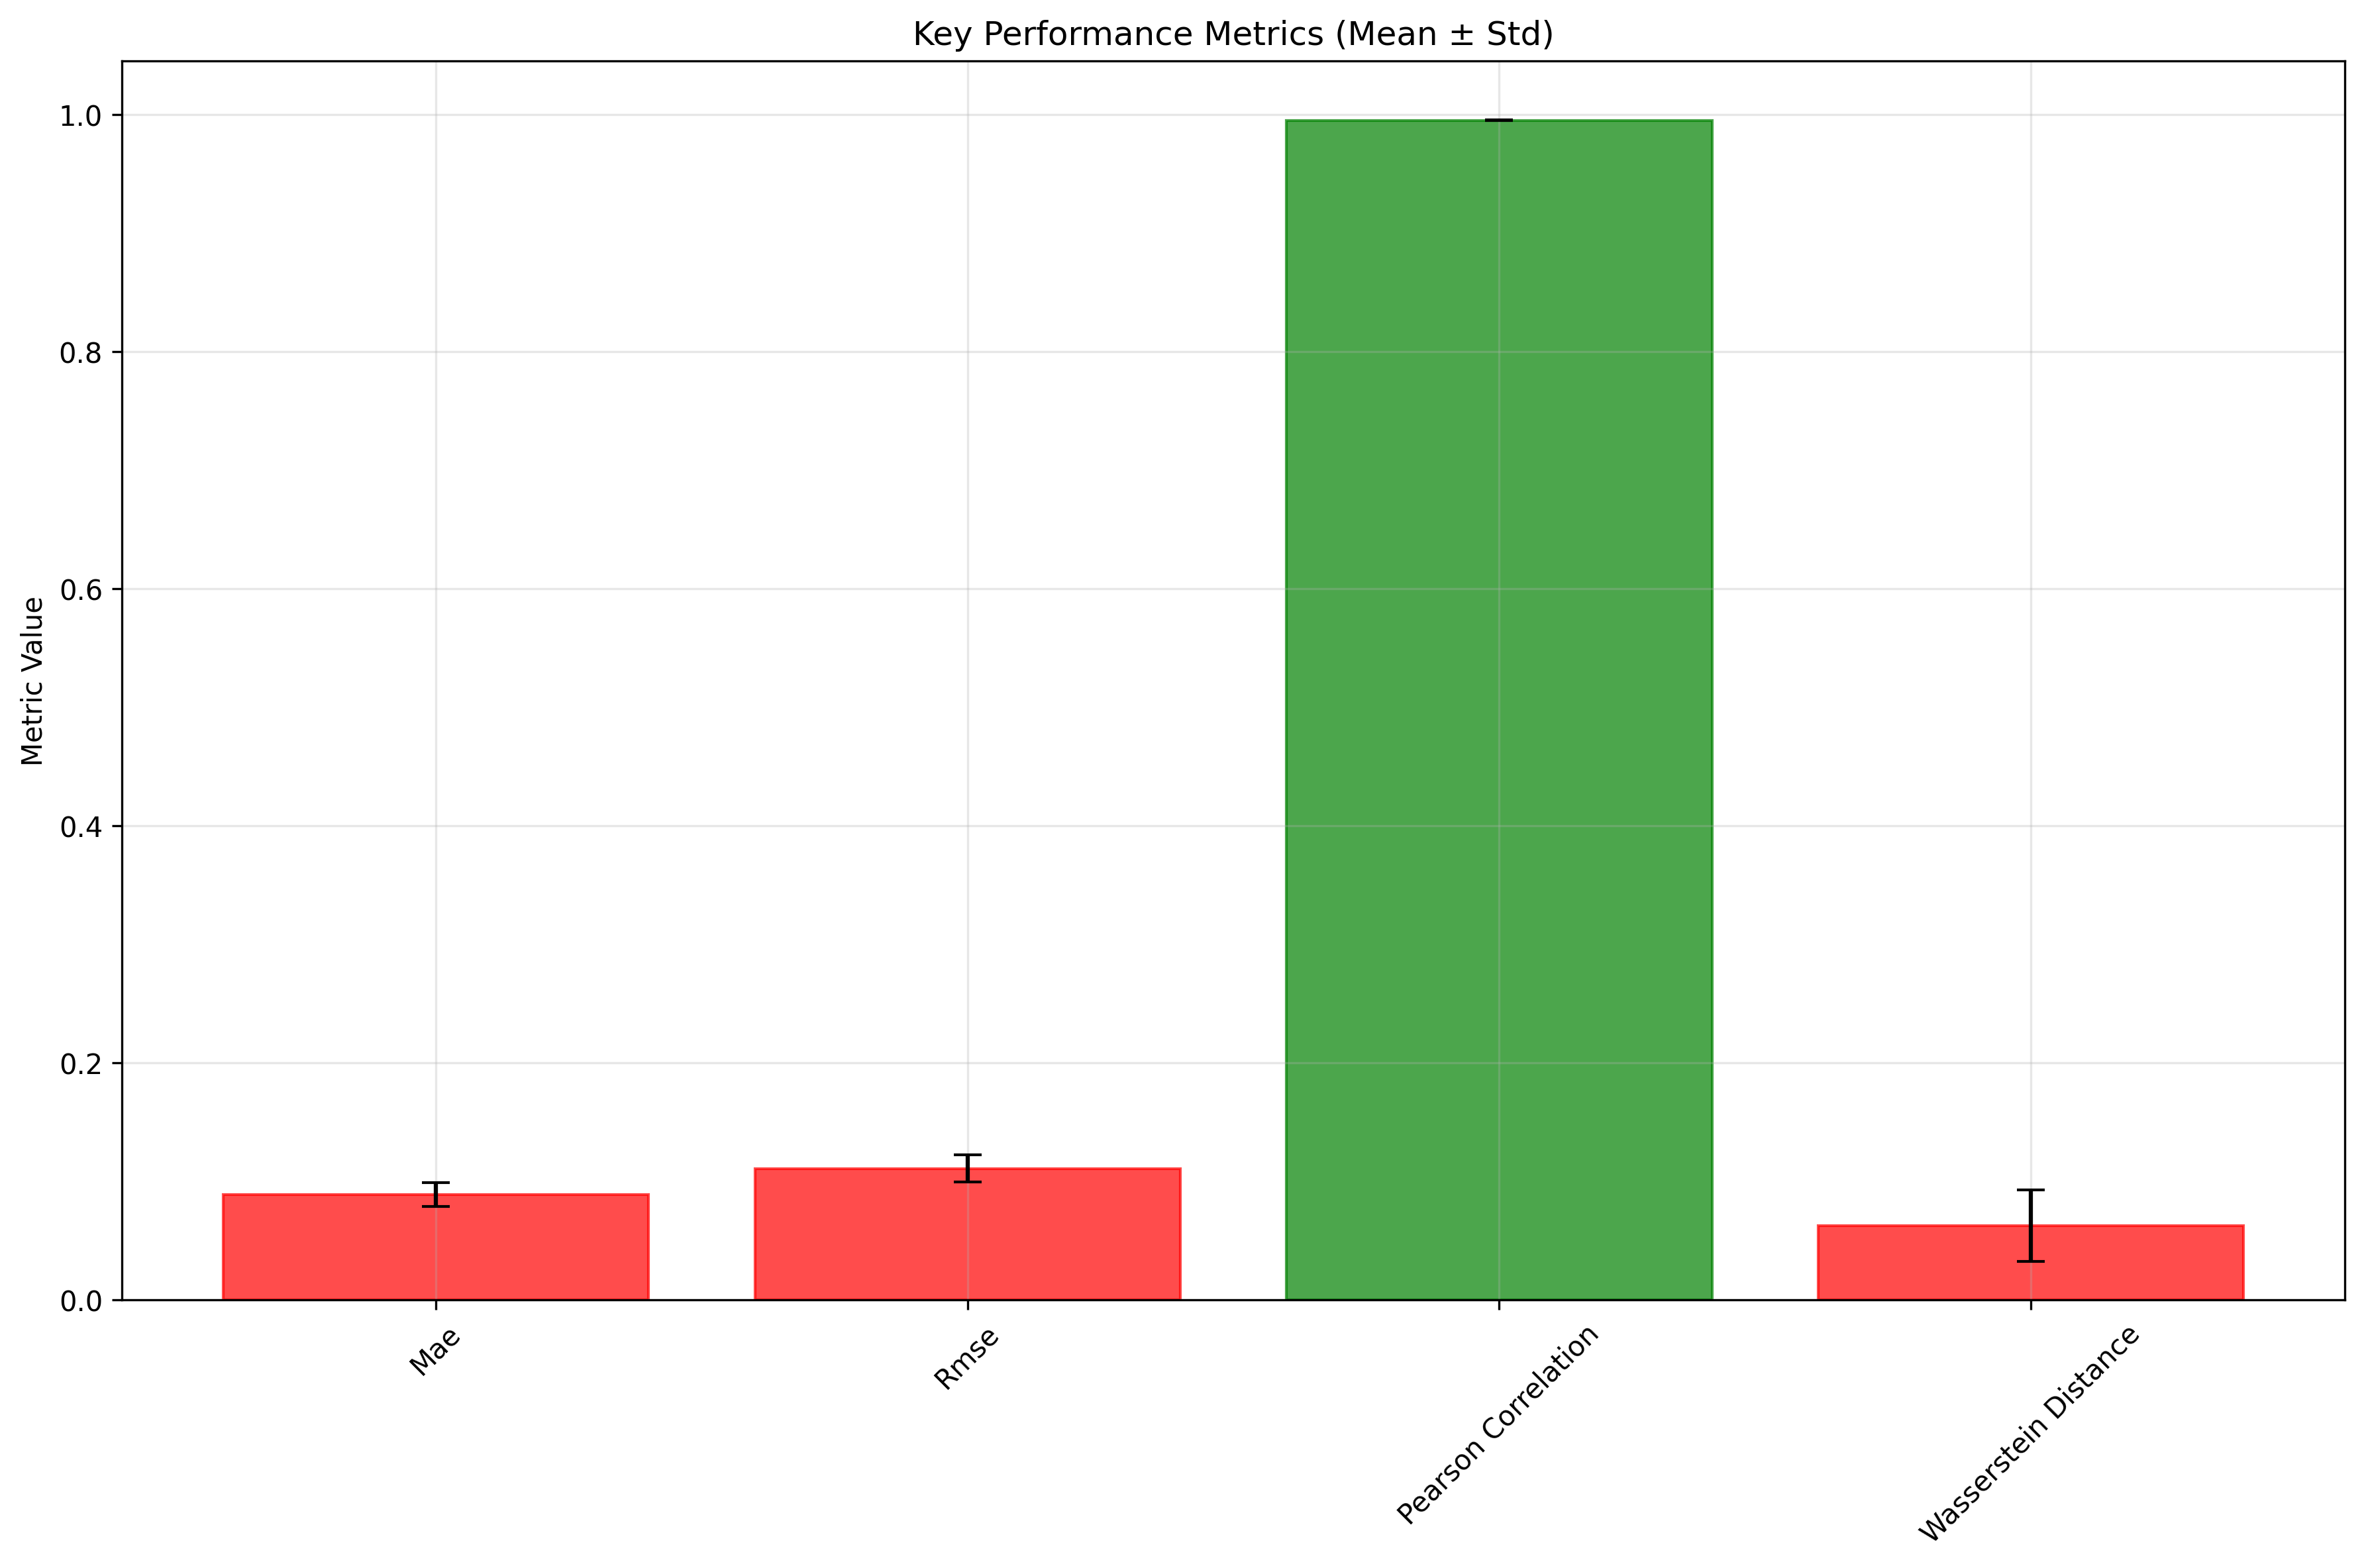 Key Performance Metrics (Mean ± Std)
Metric Value
1.0
0.8
0.6
0.4
0.2
0.0
Mae
Rmse
Pearson Correlation
Wasserstein Distance